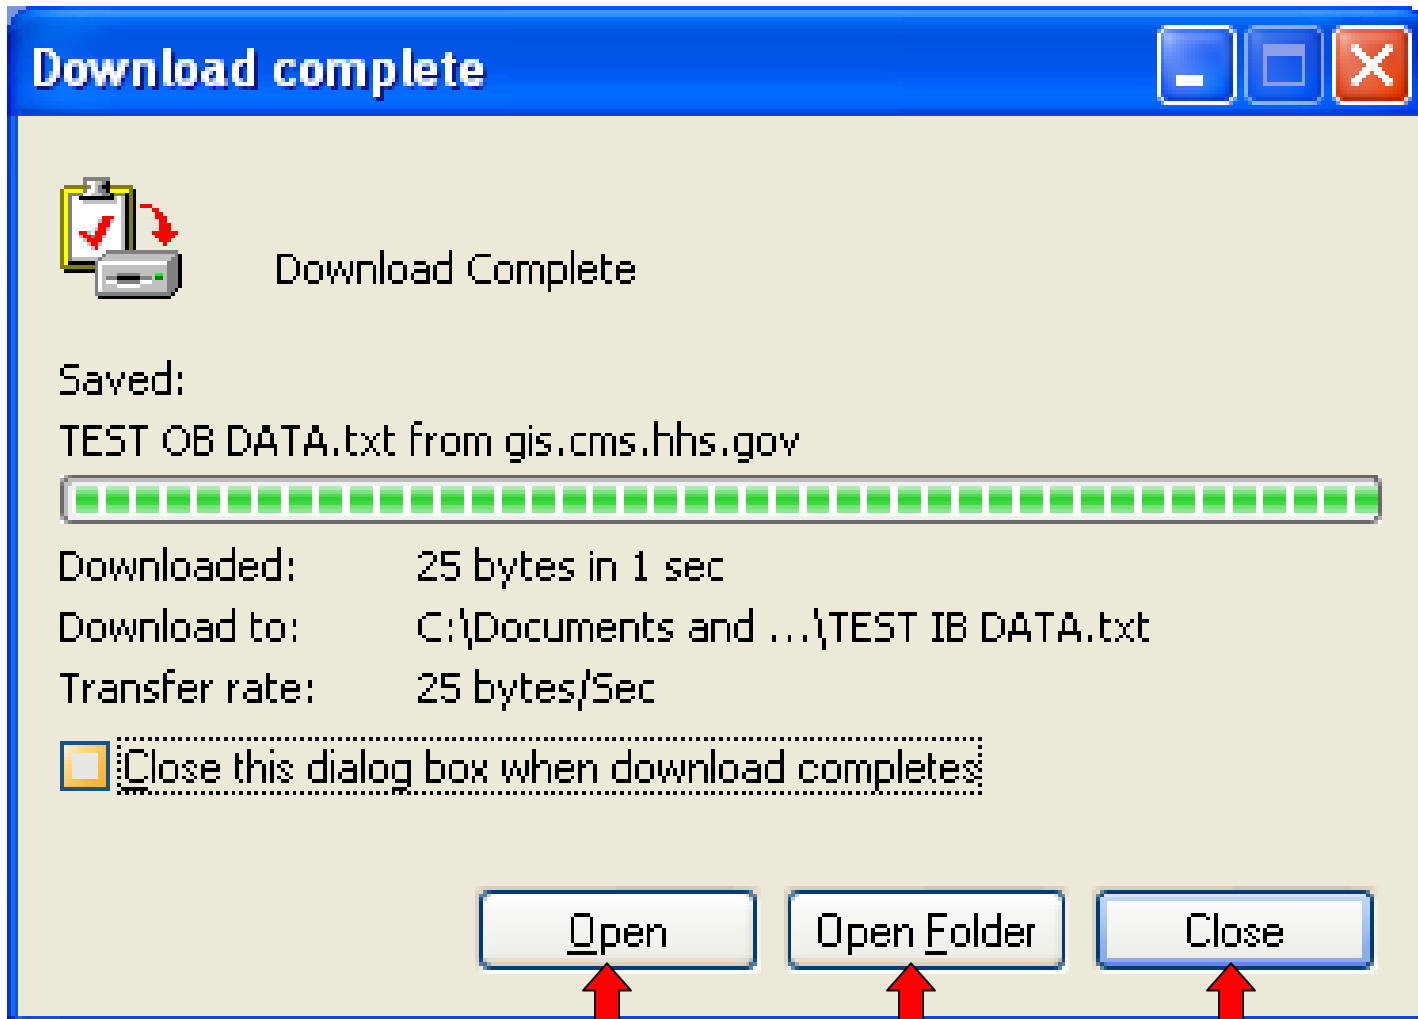 Download complete
Download Complete
Saved:
TEST OB DATA.txt from gis.cms.hhs.gov
Downloaded: 25 bytes in 1 sec
Download to: C:\Documents and ...\TEST IB DATA.txt
Transfer rate: 25 bytes/Sec
Close this dialog box when download completes
Open Open Folder Close